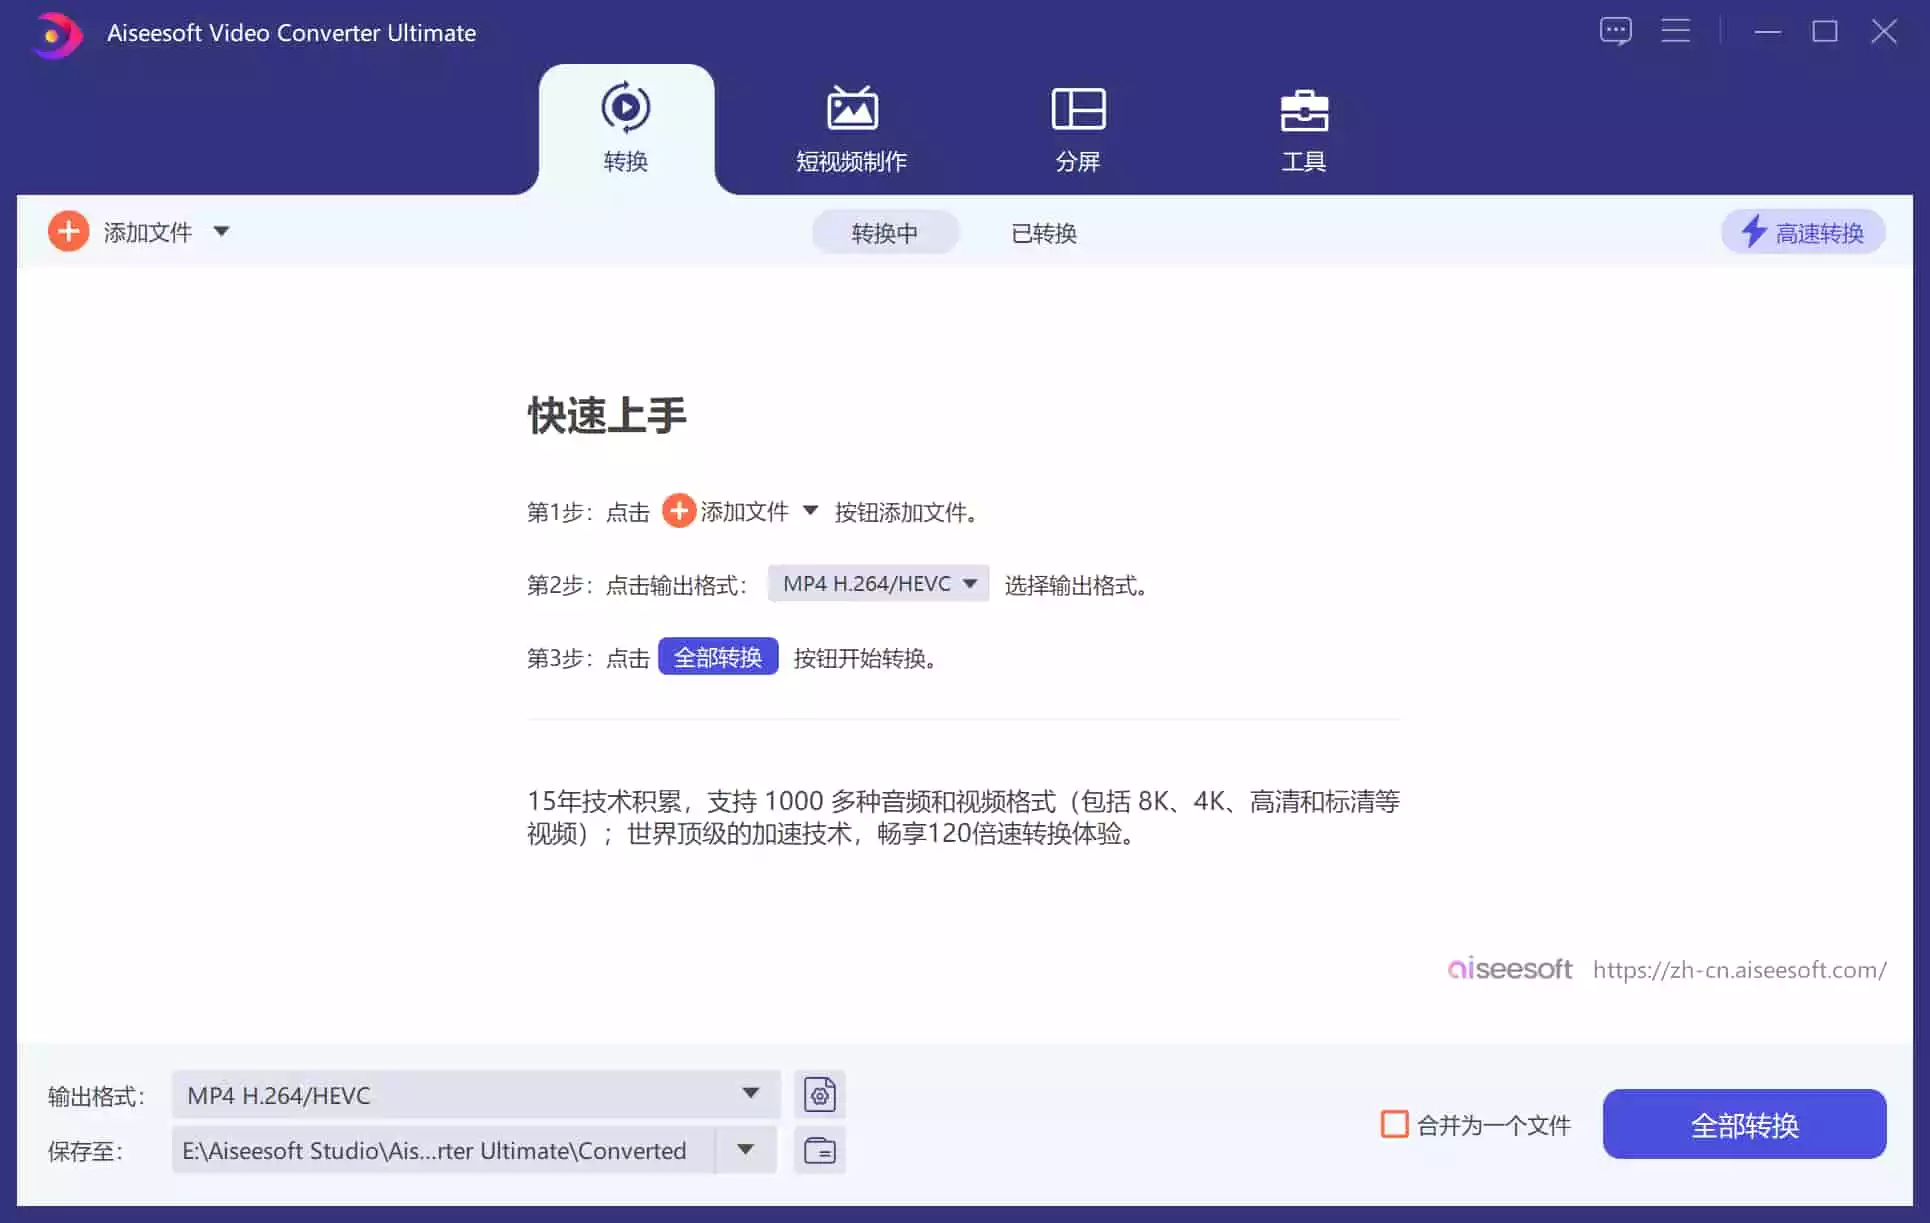 Aiseesoft Video Converter Ultimate
转换
短视频制作
分屏
工具
添加文件
转换中
已转换
高速转换
快速上手
第1步：点击 添加文件 按钮添加文件。
第2步：点击输出格式： MP4 H.264/HEVC 选择输出格式。
第3步：点击 全部转换 按钮开始转换。
15年技术积累，支持 1000 多种音频和视频格式（包括 8K、4K、高清和标清等
视频）；世界顶级的加速技术，畅享120倍速转换体验。
aiseesoft https://zh-cn.aiseesoft.com/
输出格式： MP4 H.264/HEVC
保存至： E:\Aiseesoft Studio\Ais...rter Ultimate\Converted
合并为一个文件
全部转换